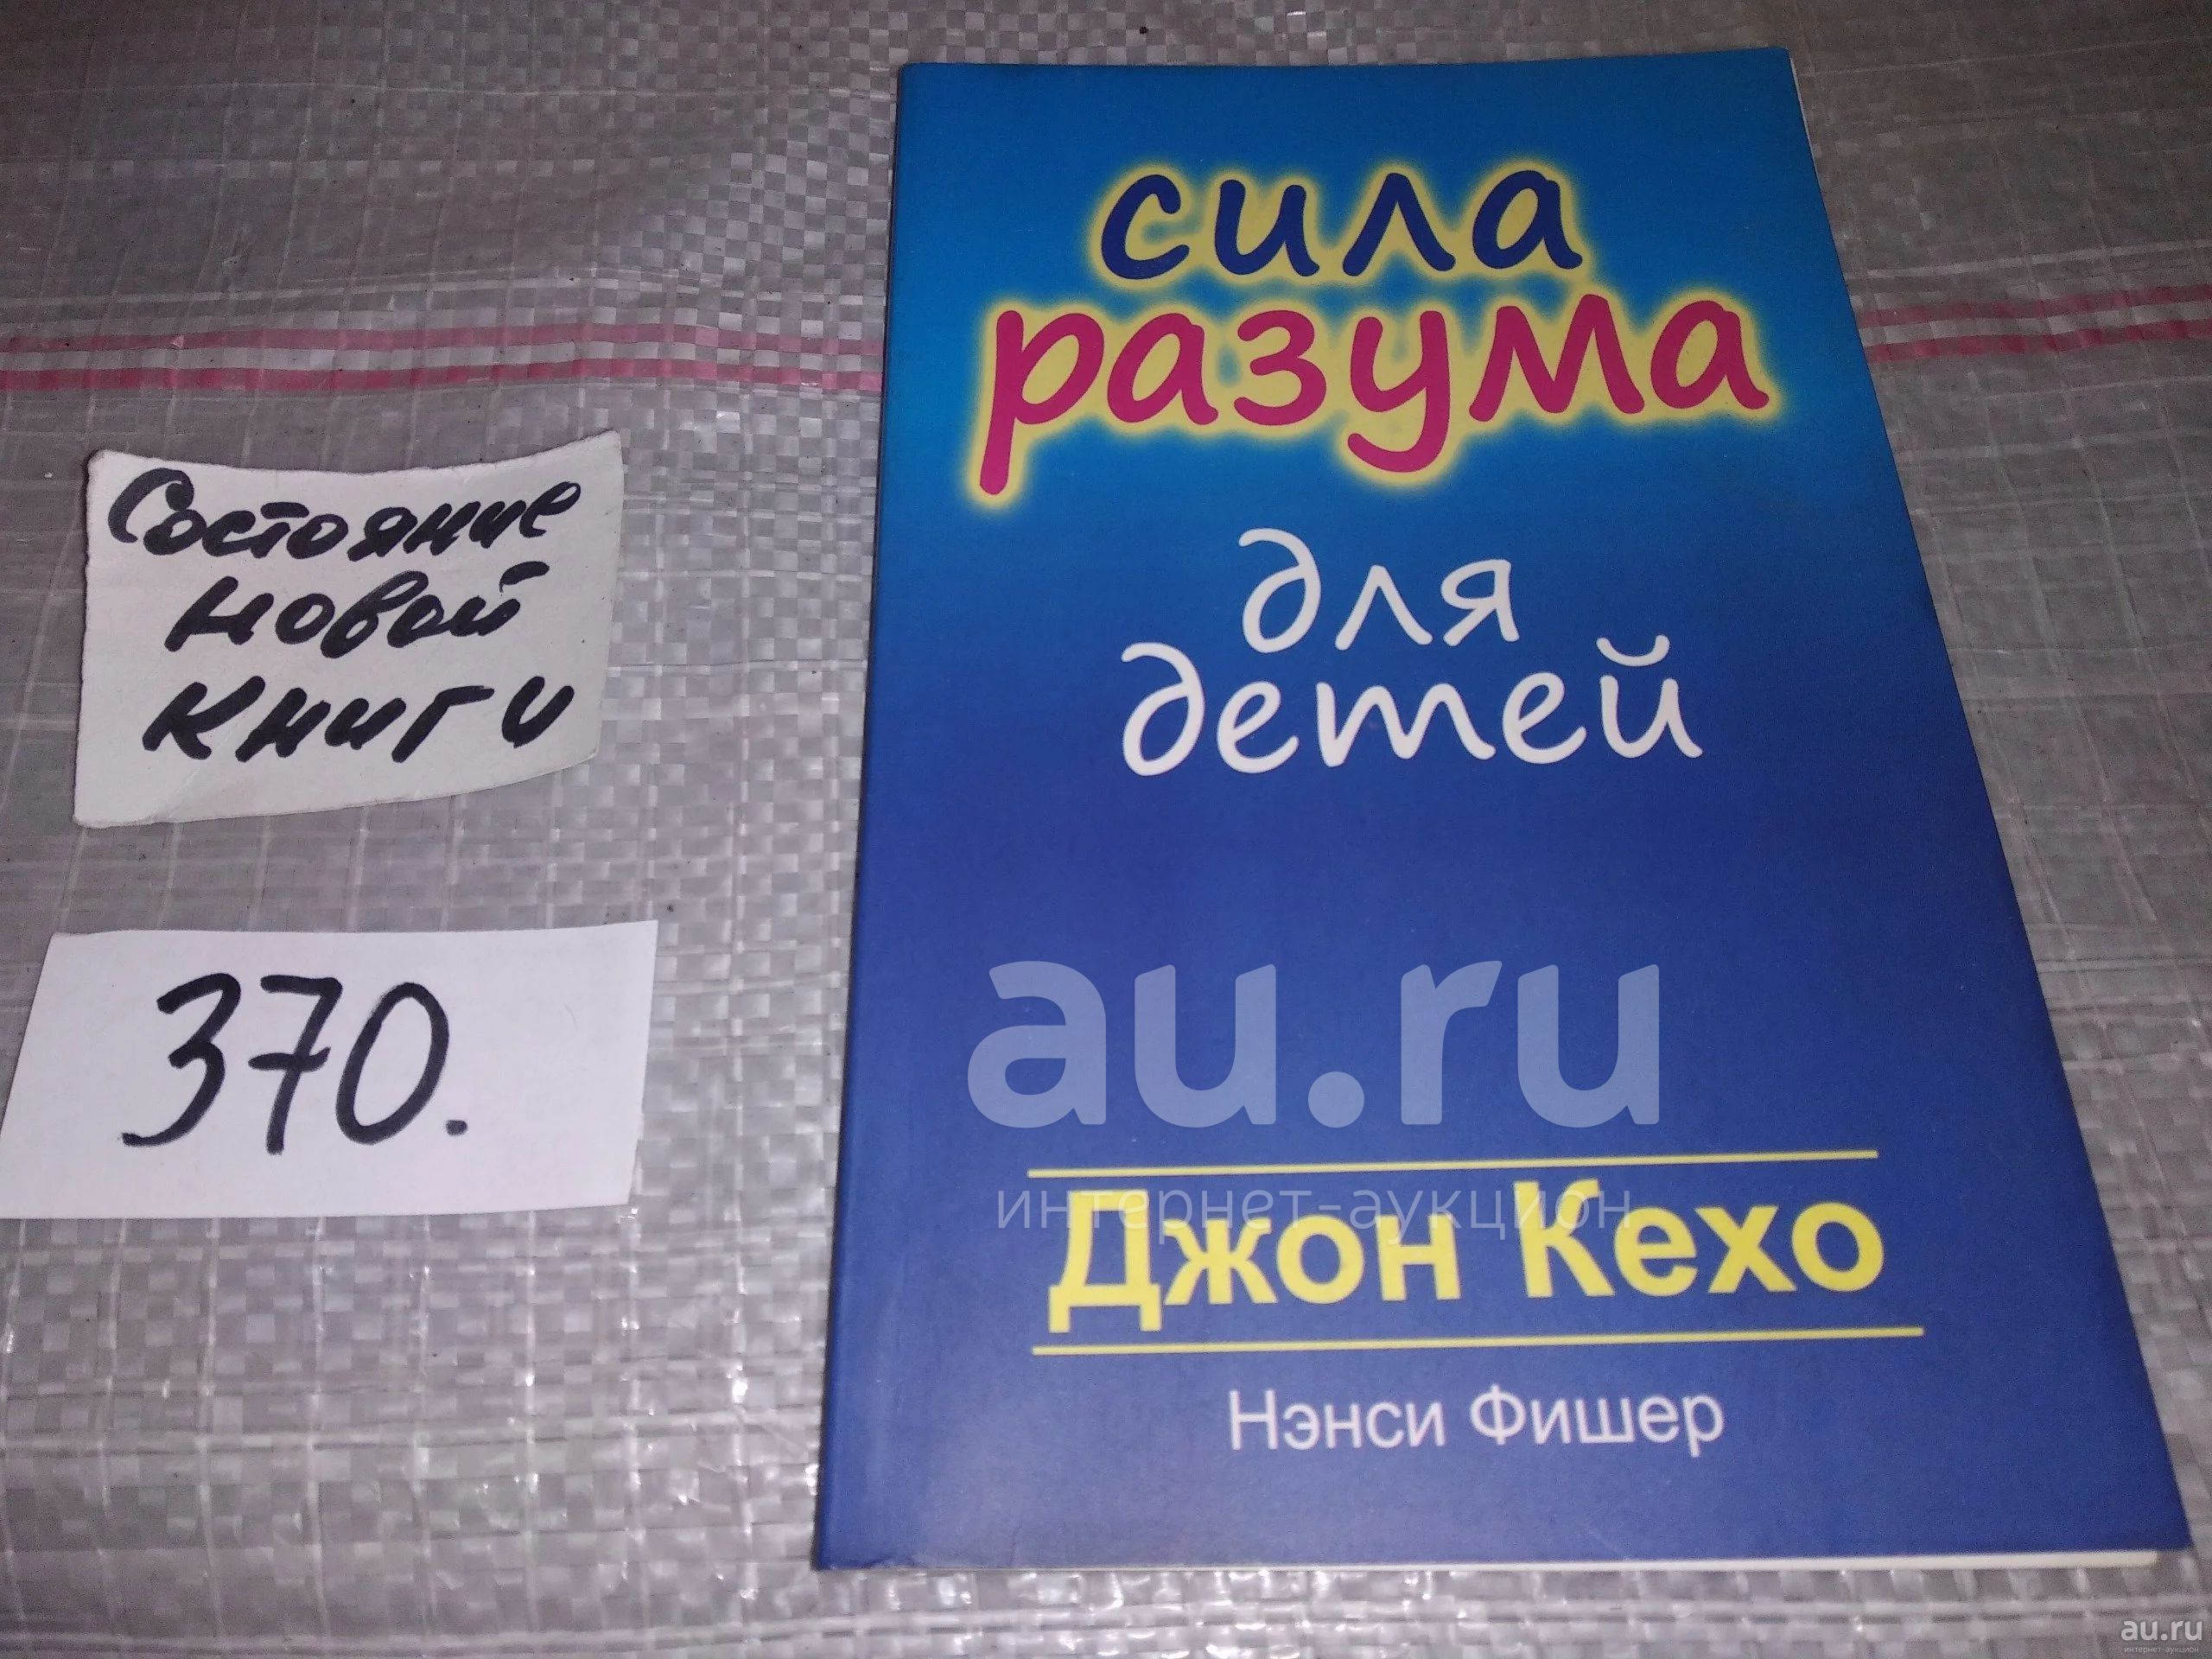 Состояние
новой
книги
370.
сила
разума
для
детей
au.ru
интернет-аукцион
Джон Кехо
Нэнси Фишер
au.ru
интернет-аукцион